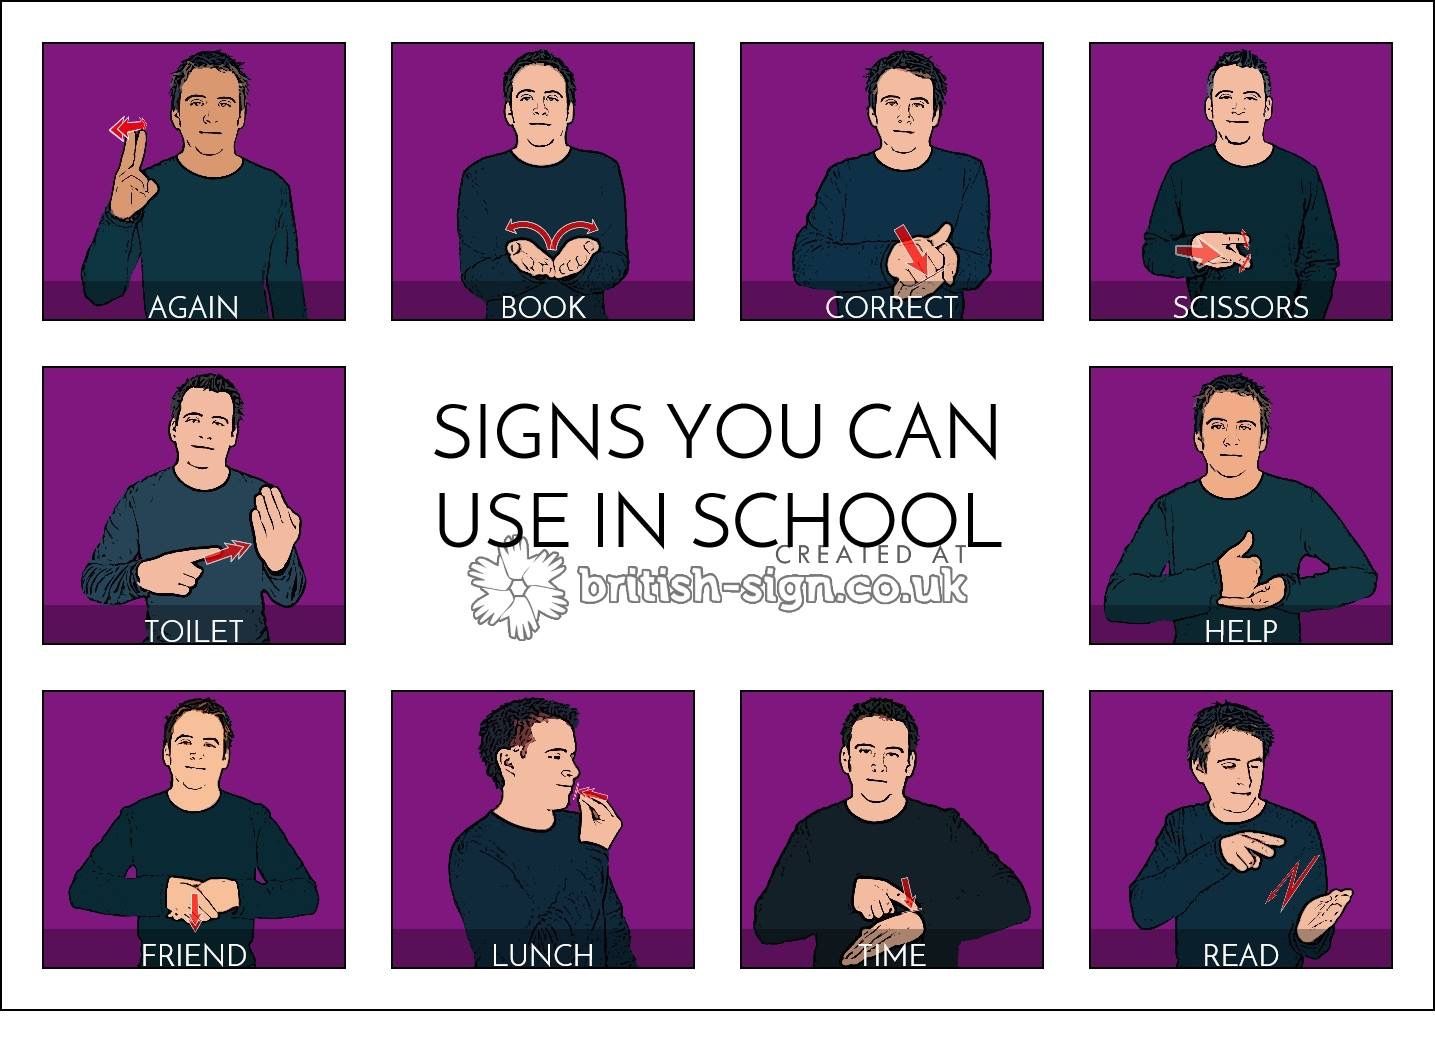 AGAIN
BOOK
CORRECT
SCISSORS
SIGNS YOU CAN
USE IN SCHOOL
CREATED AT
british-sign.co.uk
TOILET
HELP
FRIEND
LUNCH
TIME
READ